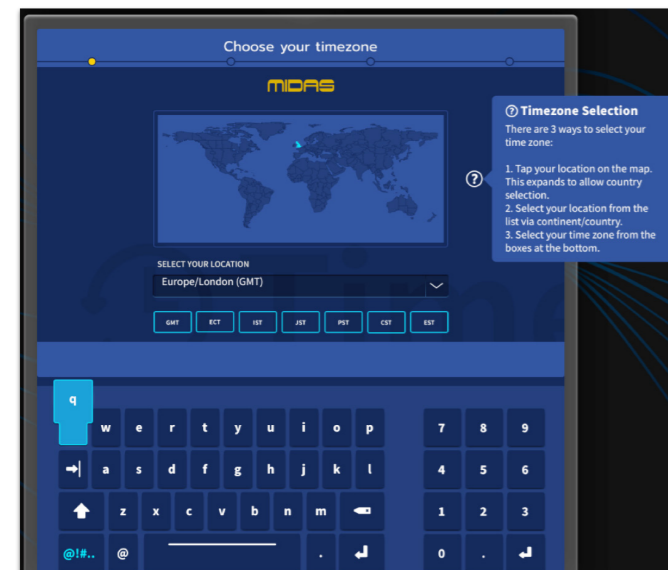 Choose your timezone
MIDAS
Timezone Selection
There are 3 ways to select your
time zone:
1. Tap your location on the map.
This expands to allow country
selection.
2. Select your location from the
list via continent/country.
3. Select your time zone from the
boxes at the bottom.
?
SELECT YOUR LOCATION
Europe/London (GMT)
GMT ECT IST JST PST CST EST
Time
q
w e r t y u i o p 7 8 9
a s d f g h j k l 4 5 6
z x c v b n m 1 2 3
@!#.. @ . 0 .